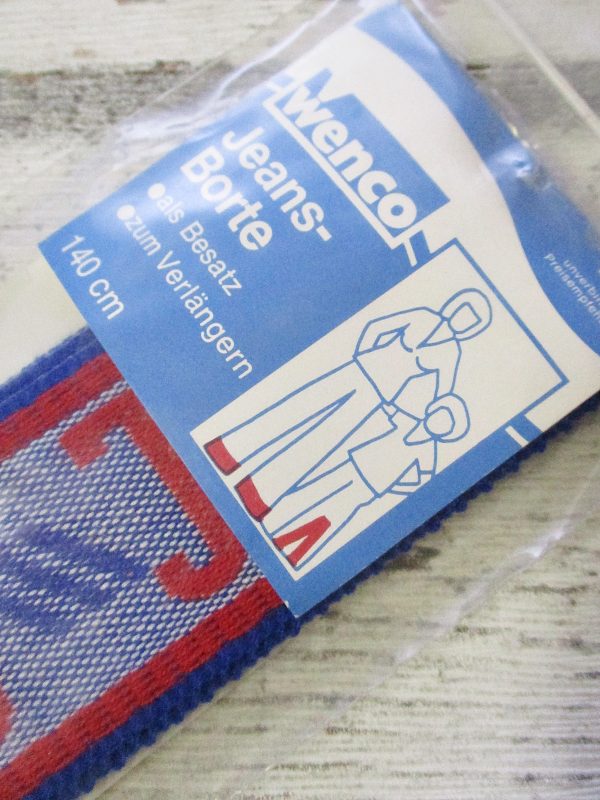 wenco
Jeans-
Borte
●als Besatz
●zum Verlängern
140 cm